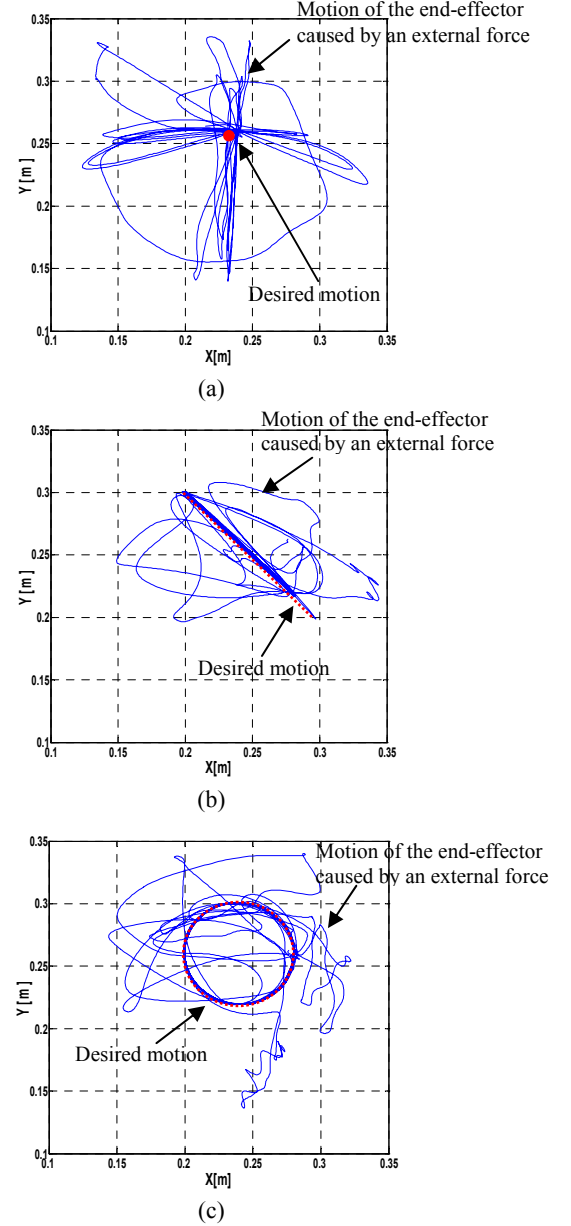 Motion of the end-effector
caused by an external force
0.35
0.3
0.25
0.2
0.15
0.1
Y [m]
Desired motion
0.1 0.15 0.2 0.25 0.3 0.35
X[m]
(a)
Motion of the end-effector
caused by an external force
0.35
0.3
0.25
0.2
0.15
0.1
Y [m]
Desired motion
0.1 0.15 0.2 0.25 0.3 0.35
X[m]
(b)
0.35
Motion of the end-effector
caused by an external force
0.3
0.25
0.2
0.15
0.1
Y [m]
Desired motion
0.1 0.15 0.2 0.25 0.3 0.35
X[m]
(c)